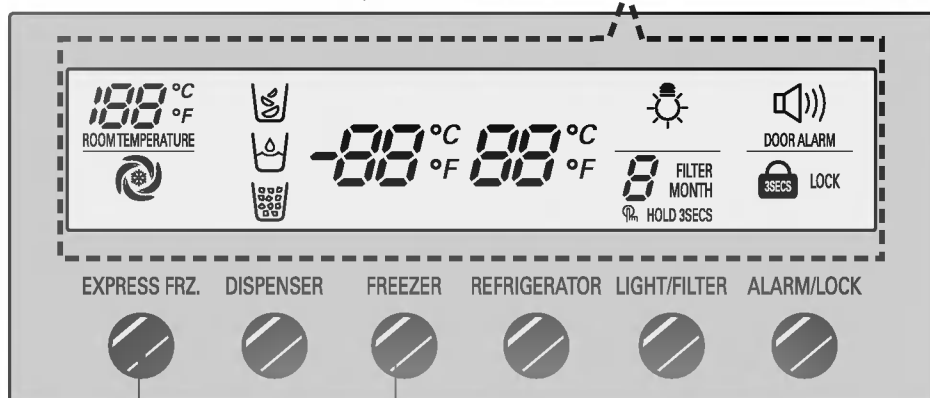 188 °C °F
ROOM TEMPERATURE
-88 °C °F
88 °C °F
8 FILTER MONTH
HOLD 3SECS
DOOR ALARM
3SECS LOCK
EXPRESS FRZ. DISPENSER FREEZER REFRIGERATOR LIGHT/FILTER ALARM/LOCK